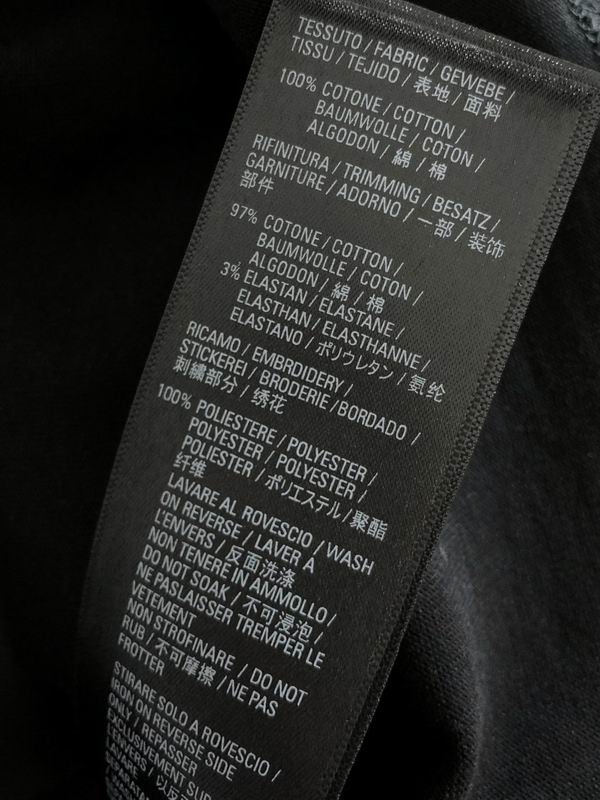 TESSUTO / FABRIC / GEWEBE /
TISSU / TEJIDO / 表地 / 面料
100% COTONE / COTTON /
BAUMWOLLE / COTON /
ALGODON / 綿 / 棉
RIFINITURA / TRIMMING / BESATZ /
GARNITURE / ADORNO / 一部 / 装饰
部件
97% COTONE / COTTON /
BAUMWOLLE / COTON /
ALGODON / 綿 / 棉
3% ELASTAN / ELASTANE /
ELASTHAN / ELASTHANNE /
ELASTANO / ポリウレタン / 氨纶
RICAMO / EMBRDIDERY /
STICKEREI / BRODERIE /BORDADO /
刺繍部分 / 绣花
100% POLIESTERE / POLYESTER /
POLYESTER / POLYESTER /
POLIESTER / ポリエステル / 聚酯
纤维
LAVARE AL ROVESCIO / WASH
ON REVERSE / LAVER A
L'ENVERS / 反面洗涤
NON TENERE IN AMMOLLO /
DO NOT SOAK / 不可浸泡 /
NE PASLAISSER TREMPER LE
VETEMENT
NON STROFINARE / DO NOT
RUB / 不可摩擦 / NE PAS
FROTTER
STIRARE SOLO A ROVESCIO /
IRON ON REVERSE SIDE
ONLY / REPASSER
EXCLUSIVEMENT SUR
L'ENVERS / 以反